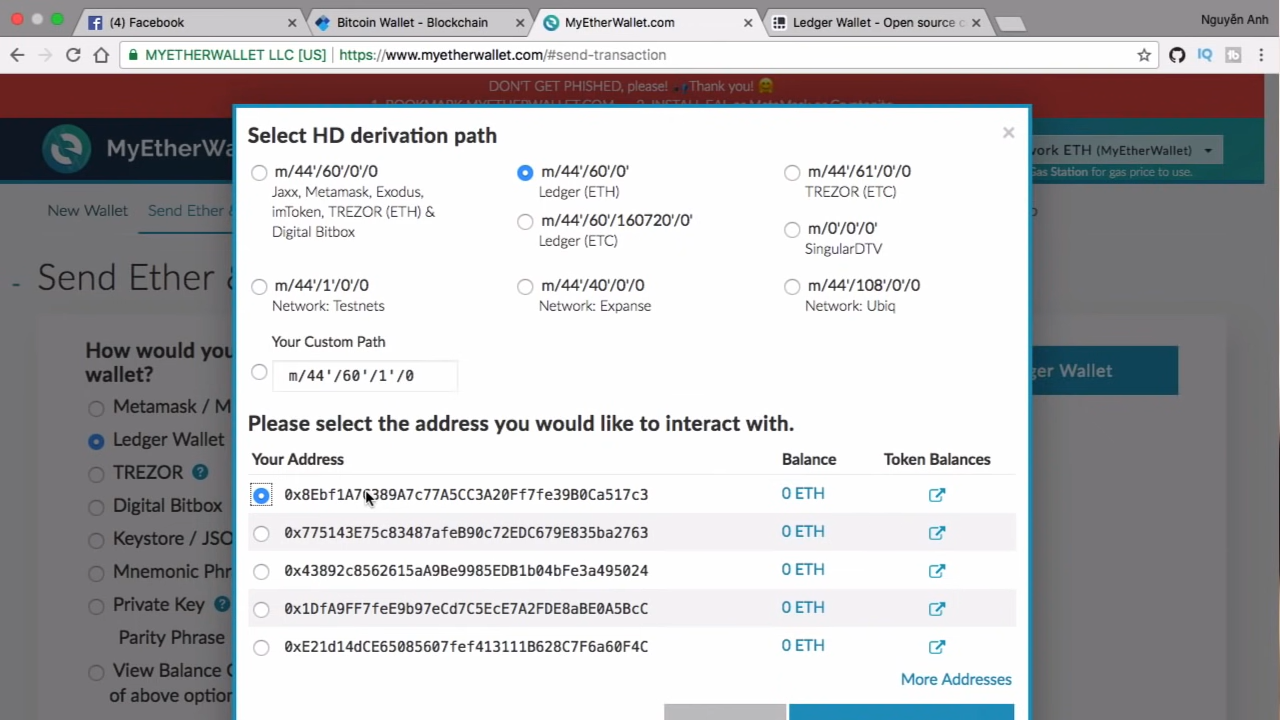 (4) Facebook
Bitcoin Wallet - Blockchain
MyEtherWallet.com
Ledger Wallet - Open source
Nguyễn Anh
MYETHERWALLET LLC [US] https://www.myetherwallet.com/#send-transaction
DON'T GET PHISHED, please! Thank you!
MyEtherWa
work ETH (MyEtherWallet)
Gas Station for gas price to use.
New Wallet
Send Ether &
Send Ether &
How would you
wallet?
Metamask / M
Ledger Wallet
TREZOR
Digital Bitbox
Keystore / JSO
Mnemonic Phr
Private Key
Parity Phrase
View Balance
of above option
ger Wallet
Select HD derivation path
m/44'/60'/0'/0
Jaxx, Metamask, Exodus,
imToken, TREZOR (ETH) &
Digital Bitbox
m/44'/60'/0'
Ledger (ETH)
m/44'/60'/160720'/0'
Ledger (ETC)
m/44'/61'/0'/0
TREZOR (ETC)
m/0'/0'/0'
SingularDTV
m/44'/1'/0'/0
Network: Testnets
m/44'/40'/0'/0
Network: Expanse
m/44'/108'/0'/0
Network: Ubiq
Your Custom Path
m/44'/60'/1'/0
Please select the address you would like to interact with.
Your Address Balance Token Balances
0 ETH
0x775143E75c83487afeB90c72EDC679E835ba2763 0 ETH
0x43892c8562615aA9Be9985EDB1b04bFe3a495024 0 ETH
0x1DfA9FF7feE9b97eCd7C5EcE7A2FDE8aBE0A5BcC 0 ETH
0xE21d14dCE65085607fef413111B628C7F6a60F4C 0 ETH
More Addresses